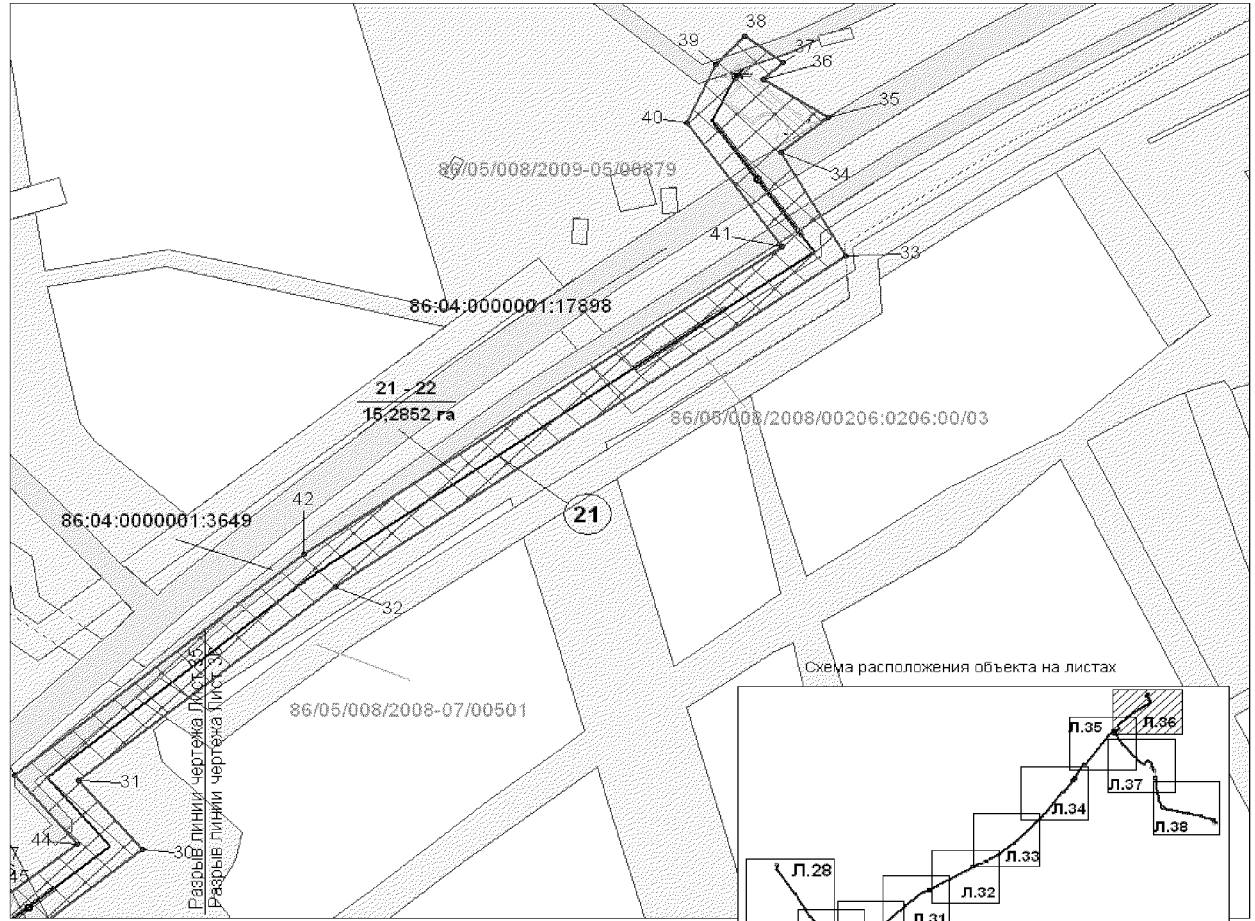 38
39
37
36
35
40
86/05/008/2009-05/00879
34
41
33
86:04:0000001:17898
21 - 22
15,2852 га
86/05/008/2008/00206:0206:00/03
42
86:04:0000001:3649
21
32
Схема расположения объекта на листах
86/05/008/2008-07/00501
Разрыв линии чертежа Лист 35
Разрыв линии чертежа Лист 36
31
44
30
45
Л.36
Л.35
Л.37
Л.34
Л.38
Л.33
Л.28
Л.32
Л.31